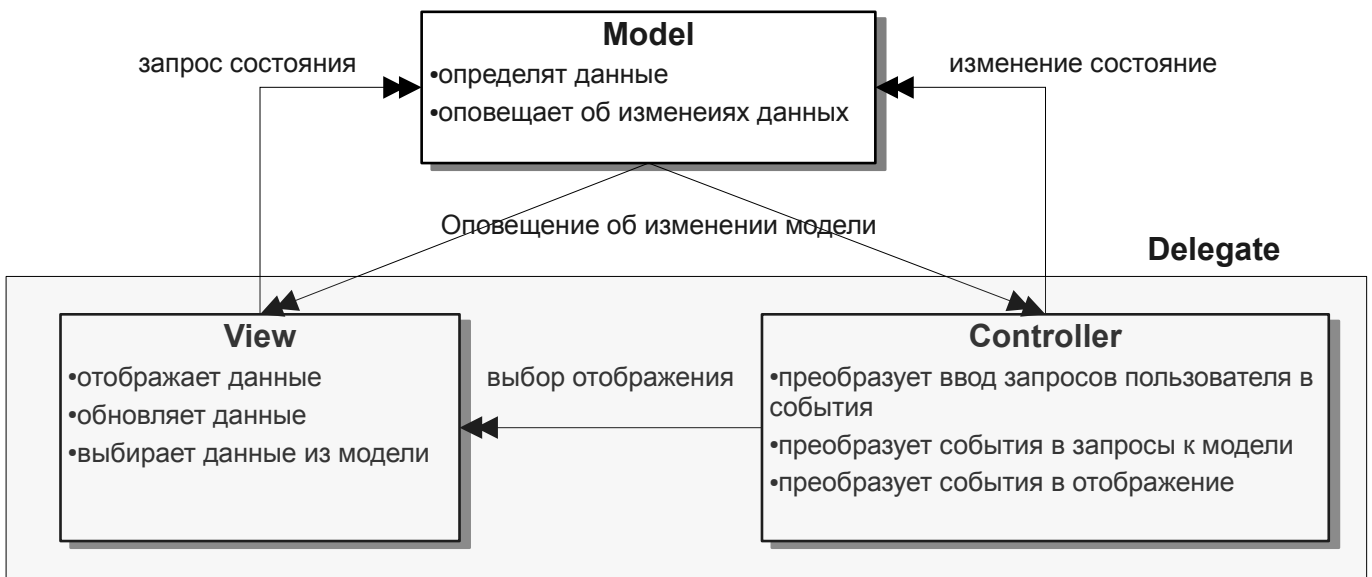 Model
запрос состояния
изменение состояние
•определят данные
•оповещает об изменеиях данных
Оповещение об изменении модели
Delegate
View
•отображает данные
•обновляет данные
•выбирает данные из модели
выбор отображения
Controller
•преобразует ввод запросов пользователя в
события
•преобразует события в запросы к модели
•преобразует события в отображение